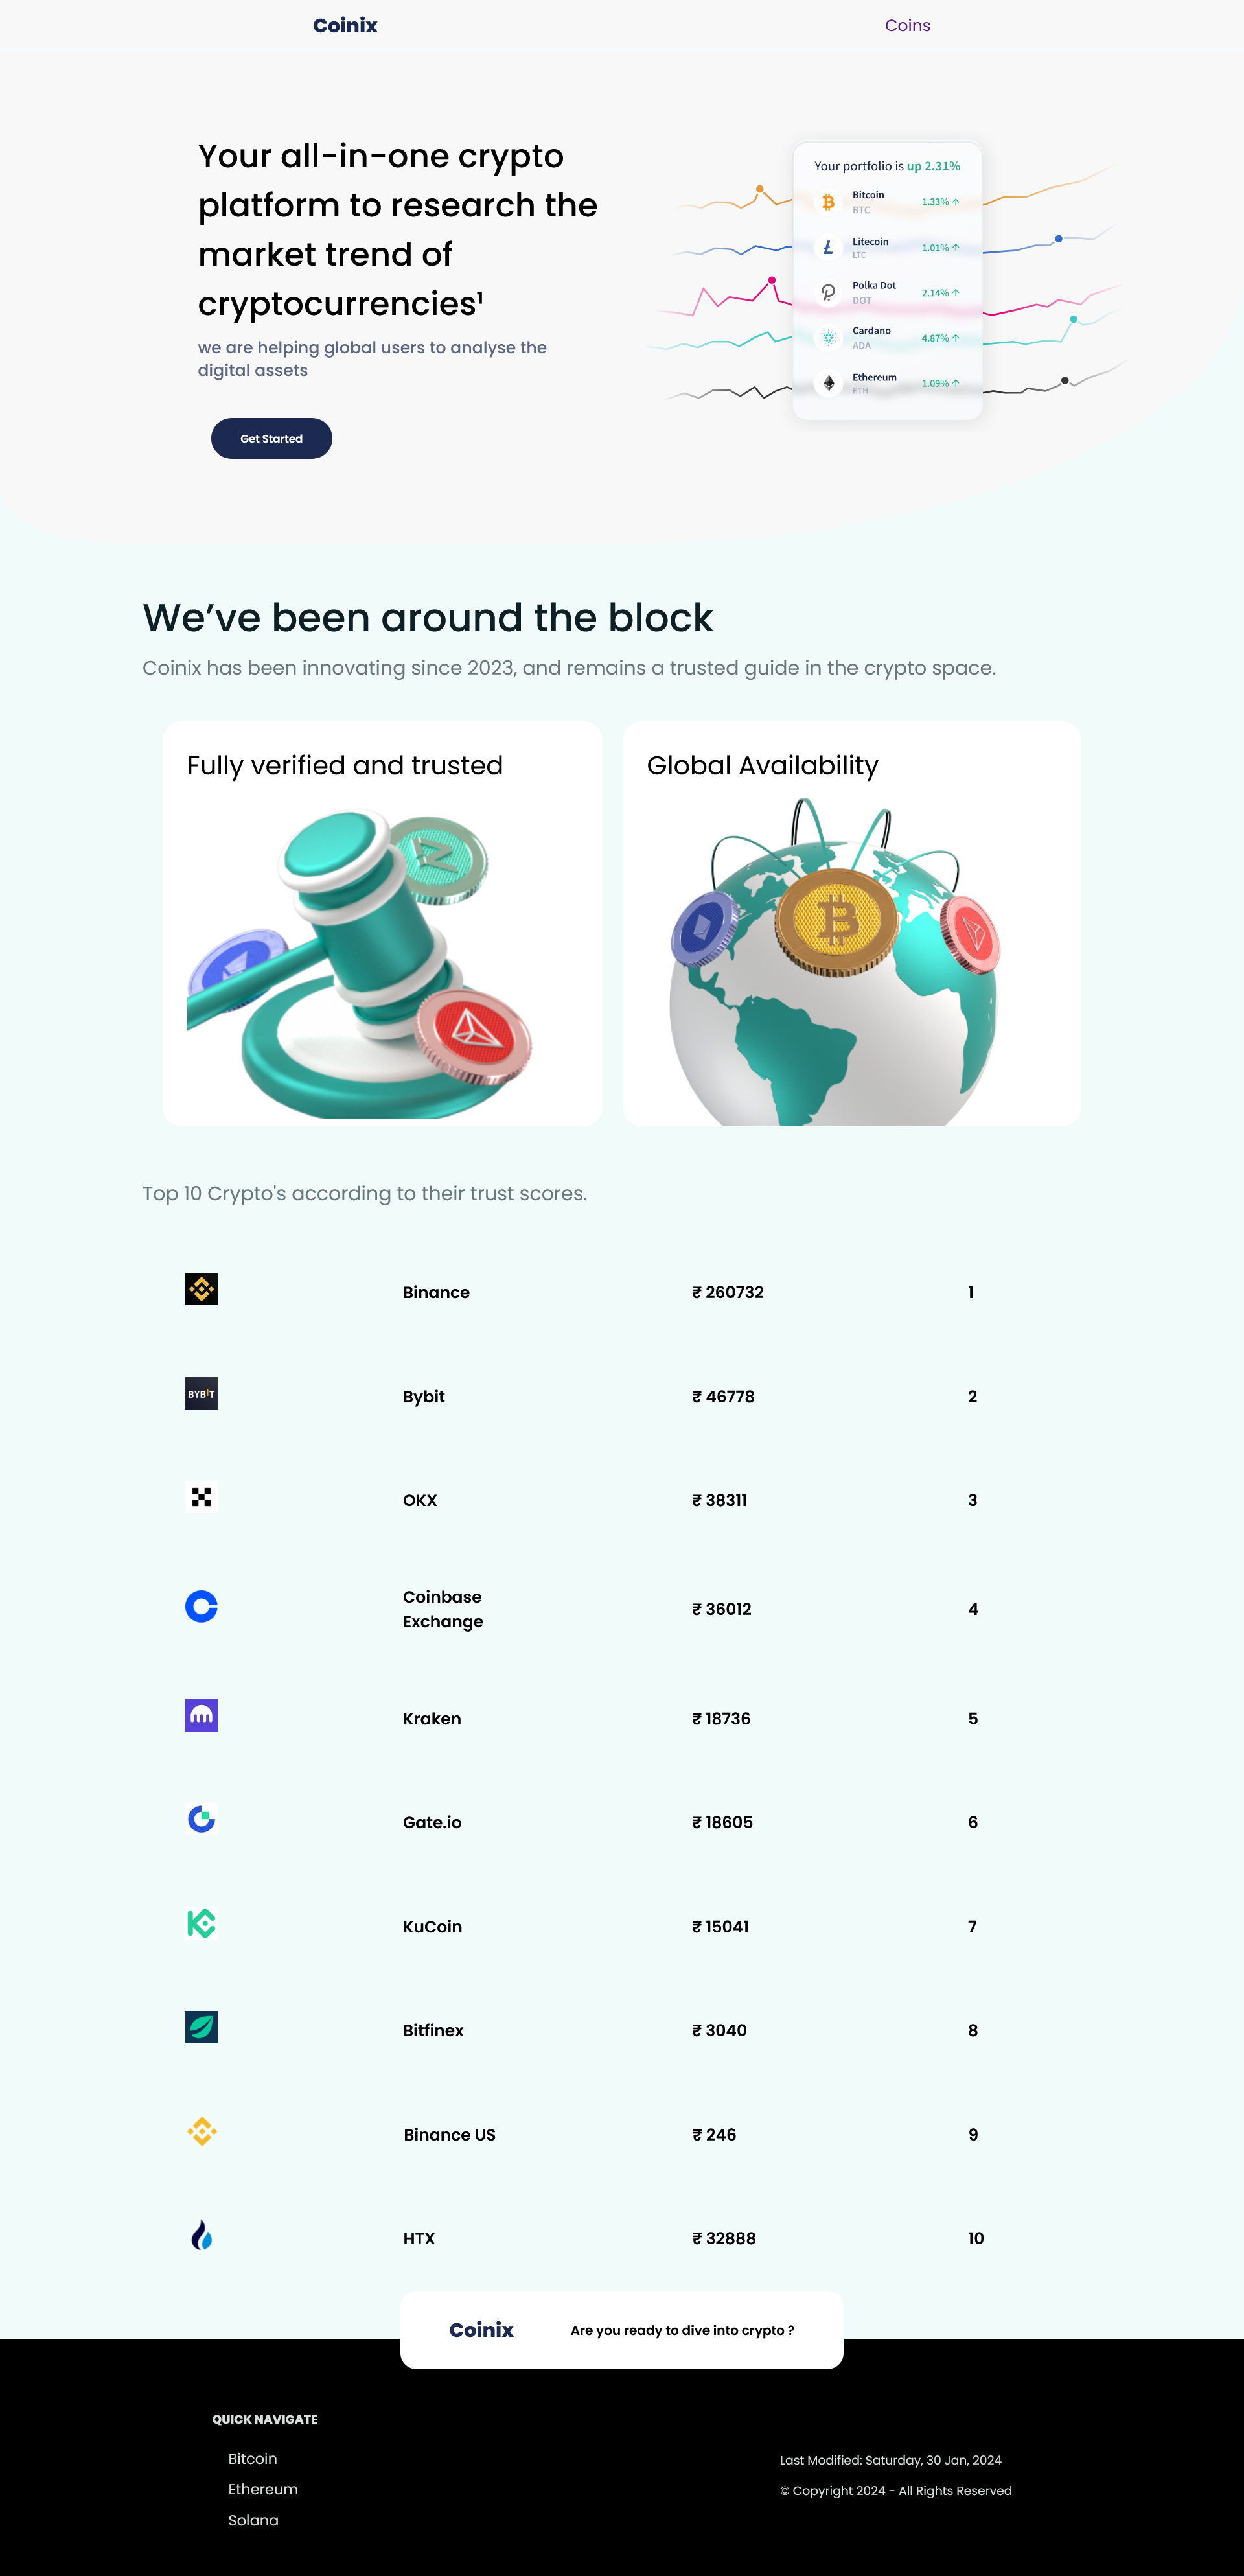 Coinix
Coins
Your all-in-one crypto
platform to research the
market trend of
cryptocurrencies¹
we are helping global users to analyse the
digital assets
Get Started
Your portfolio is up 2.31%
Bitcoin
BTC
1.33% ↑
Litecoin
LTC
1.01% ↑
Polka Dot
DOT
2.14% ↑
Cardano
ADA
4.87% ↑
Ethereum
ETH
1.09% ↑
We’ve been around the block
Coinix has been innovating since 2023, and remains a trusted guide in the crypto space.
Fully verified and trusted
Global Availability
Top 10 Crypto's according to their trust scores.
Binance ₹ 260732 1
BYBIT Bybit ₹ 46778 2
OKX ₹ 38311 3
Coinbase
Exchange
₹ 36012 4
Kraken ₹ 18736 5
Gate.io ₹ 18605 6
KuCoin ₹ 15041 7
Bitfinex ₹ 3040 8
Binance US ₹ 246 9
HTX ₹ 32888 10
Coinix
Are you ready to dive into crypto ?
QUICK NAVIGATE
Bitcoin
Ethereum
Solana
Last Modified: Saturday, 30 Jan, 2024
© Copyright 2024 - All Rights Reserved